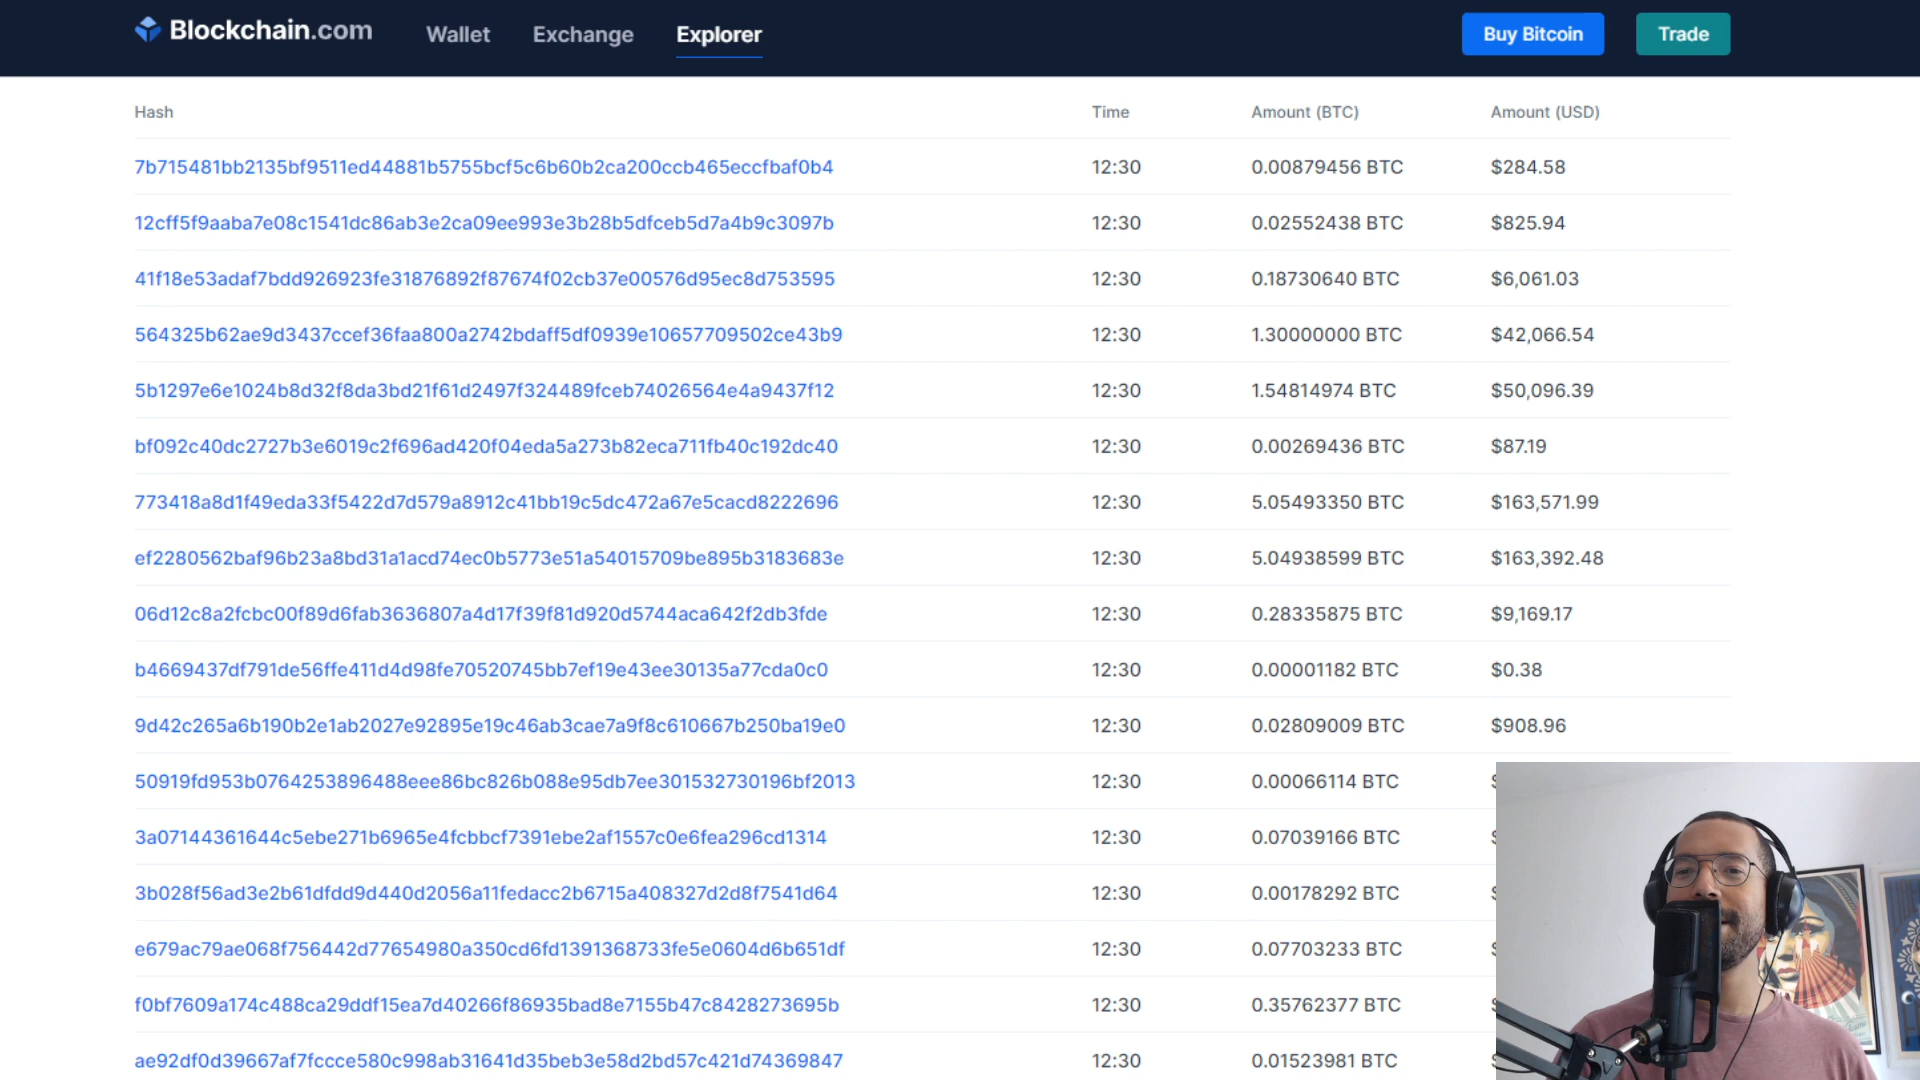 Blockchain.com Wallet Exchange Explorer Buy Bitcoin Trade
Hash Time Amount (BTC) Amount (USD)
7b715481bb2135bf9511ed44881b5755bcf5c6b60b2ca200ccb465eccfbaf0b4 12:30 0.00879456 BTC $284.58
12cff5f9aaba7e08c1541dc86ab3e2ca09ee993e3b28b5dfceb5d7a4b9c3097b 12:30 0.02552438 BTC $825.94
41f18e53adaf7bdd926923fe31876892f87674f02cb37e00576d95ec8d753595 12:30 0.18730640 BTC $6,061.03
564325b62ae9d3437ccef36faa800a2742bdaff5df0939e10657709502ce43b9 12:30 1.30000000 BTC $42,066.54
5b1297e6e1024b8d32f8da3bd21f61d2497f324489fceb74026564e4a9437f12 12:30 1.54814974 BTC $50,096.39
bf092c40dc2727b3e6019c2f696ad420f04eda5a273b82eca711fb40c192dc40 12:30 0.00269436 BTC $87.19
773418a8d1f49eda33f5422d7d579a8912c41bb19c5dc472a67e5cacd8222696 12:30 5.05493350 BTC $163,571.99
ef2280562baf96b23a8bd31a1acd74ec0b5773e51a54015709be895b3183683e 12:30 5.04938599 BTC $163,392.48
06d12c8a2fcbc00f89d6fab3636807a4d17f39f81d920d5744aca642f2db3fde 12:30 0.28335875 BTC $9,169.17
b4669437df791de56ffe411d4d98fe70520745bb7ef19e43ee30135a77cda0c0 12:30 0.00001182 BTC $0.38
9d42c265a6b190b2e1ab2027e92895e19c46ab3cae7a9f8c610667b250ba19e0 12:30 0.02809009 BTC $908.96
50919fd953b0764253896488eee86bc826b088e95db7ee301532730196bf2013 12:30 0.00066114 BTC
3a07144361644c5ebe271b6965e4fcbbcf7391ebe2af1557c0e6fea296cd1314 12:30 0.07039166 BTC
3b028f56ad3e2b61dfdd9d440d2056a11fedacc2b6715a408327d2d8f7541d64 12:30 0.00178292 BTC
e679ac79ae068f756442d77654980a350cd6fd1391368733fe5e0604d6b651df 12:30 0.07703233 BTC
f0bf7609a174c488ca29ddf15ea7d40266f86935bad8e7155b47c8428273695b 12:30 0.35762377 BTC
ae92df0d39667af7fccce580c998ab31641d35beb3e58d2bd57c421d74369847 12:30 0.01523981 BTC